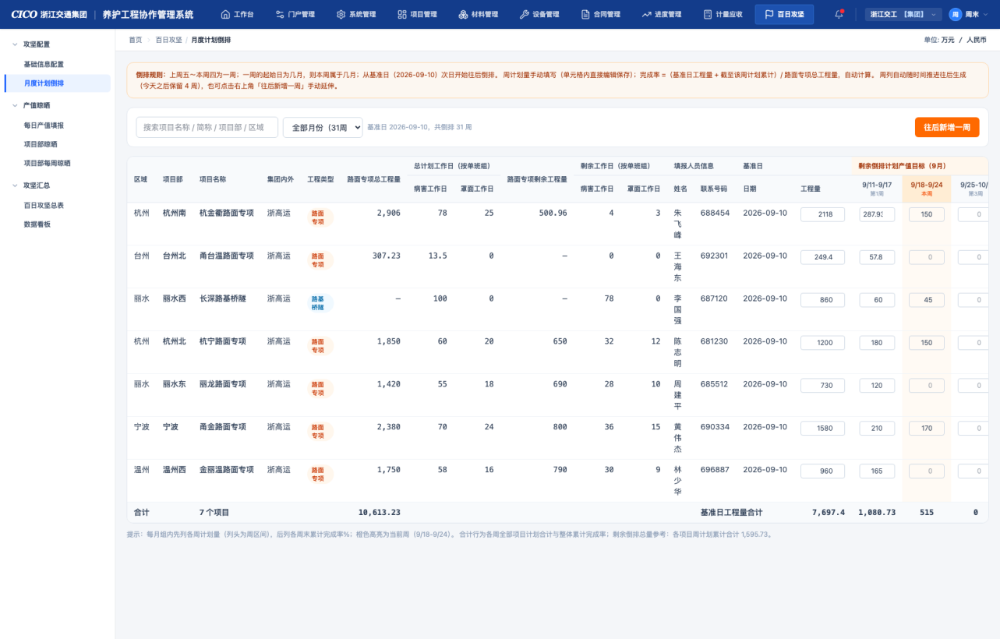 CICO 浙江交通集团 | 养护工程协作管理系统 工作台 门户管理 系统管理 项目管理 材料管理 设备管理 合同管理 进度管理 计量应收 百日攻坚 浙江交工 【集团】 周 周末
攻坚配置
基础信息配置
月度计划倒排
产值晾晒
每日产值填报
项目部晾晒
项目部每周晾晒
攻坚汇总
百日攻坚总表
数据看板
首页 百日攻坚 / 月度计划倒排 单位: 万元 / 人民币
倒排规则：上周五～本周四为一周；一周的起始日为几月，则本周属于几月；从基准日（2026-09-10）次日开始往后倒排。 周计划量手动填写（单元格内直接编辑保存）；完成率 =（基准日工程量 + 截至该周计划累计）/ 路面专项总工程量，自动计算。 周列自动随时间推进往后生成
（今天之后保留 4 周），也可点击右上角「往后新增一周」手动延伸。
搜索项目名称 / 简称 / 项目部 / 区域 全部月份（31周 基准日 2026-09-10，共倒排 31 周 往后新增一周
区域 项目部 项目名称 集团内外 工程类型 路面专项总工程量 总计划工作日（按单班组） 路面专项剩余工程量 剩余工作日（按单班组） 填报人员信息 基准日 剩余倒排计划产值目标（9月）
病害工作日 罩面工作日 病害工作日 罩面工作日 姓名 联系号码 日期 工程量 9/11-9/17 9/18-9/24 9/25-10/
第1周 本周 第3周
杭州 杭州南 杭金衢路面专项 浙高运 路面专项 2,906 78 25 500.96 4 3 朱飞峰 688454 2026-09-10 2118 287.93 150 0
台州 台州北 甬台温路面专项 浙高运 路面专项 307.23 13.5 0 — 0 0 王海东 692301 2026-09-10 249.4 57.8 0 0
丽水 丽水西 长深路基桥隧 浙高运 路基桥隧 — 100 0 — 78 0 李国强 687120 2026-09-10 860 60 45 0
杭州 杭州北 杭宁路面专项 浙高运 路面专项 1,850 60 20 650 32 12 陈志明 681230 2026-09-10 1200 180 150 0
丽水 丽水东 丽龙路面专项 浙高运 路面专项 1,420 55 18 690 28 10 周建平 685512 2026-09-10 730 120 0 0
宁波 宁波 甬金路面专项 浙高运 路面专项 2,380 70 24 800 36 15 黄伟杰 690334 2026-09-10 1580 210 170 0
温州 温州西 金丽温路面专项 浙高运 路面专项 1,750 58 16 790 30 9 林少华 696887 2026-09-10 960 165 0 0
合计 7 个项目 10,613.23 基准日工程量合计 7,697.4 1,080.73 515 0
提示：每月组内先列各周计划量（列头为周区间），后列各周末累计完成率%；橙色高亮为当前周（9/18-9/24）。 合计行为各周全部项目计划合计与整体累计完成率；剩余倒排总量参考：各项目周计划累计合计 1,595.73。